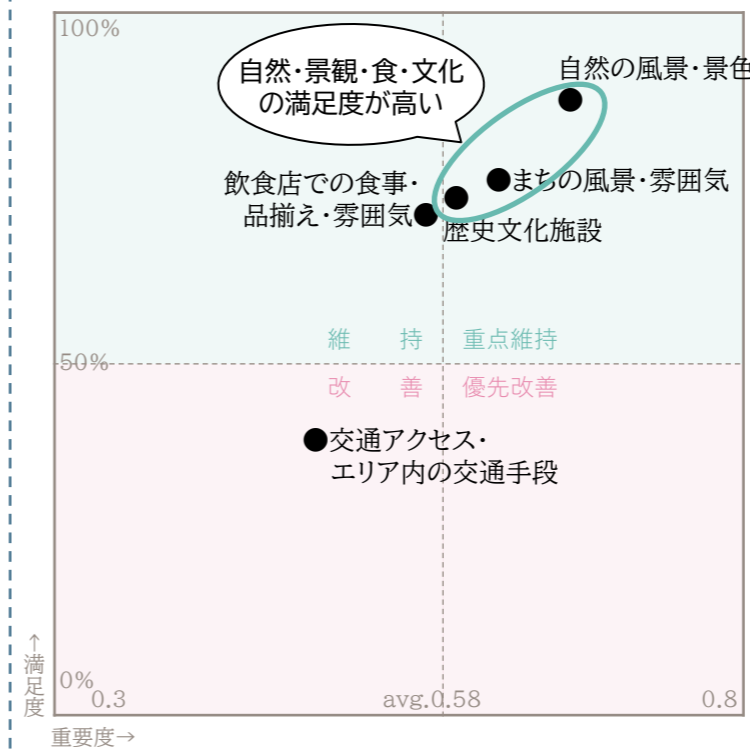 100%
自然・景観・食・文化
の満足度が高い
自然の風景・景色
まちの風景・雰囲気
飲食店での食事・
品揃え・雰囲気
歴史文化施設
維　持
重点維持
50%
改　善
優先改善
交通アクセス・
エリア内の交通手段
↑満足度
0%
0.3
avg.0.58
0.8
重要度→